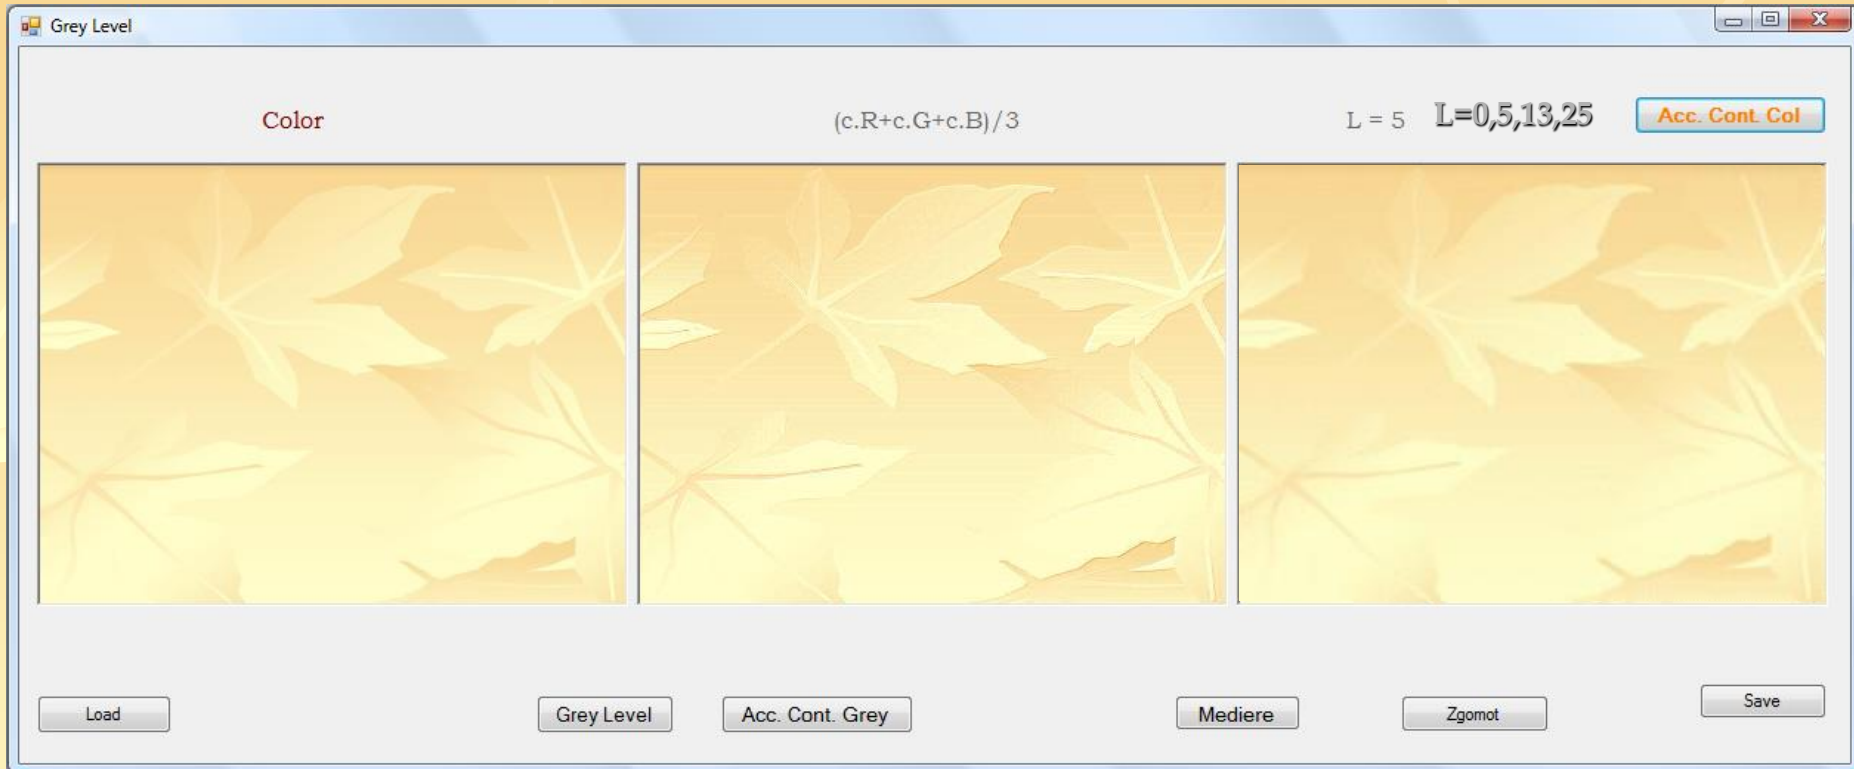 Grey Level
Color
(c.R+c.G+c.B)/3
L = 5
L=0,5,13,25
Acc. Cont. Col
Load
Grey Level
Acc. Cont. Grey
Mediere
Zgomot
Save